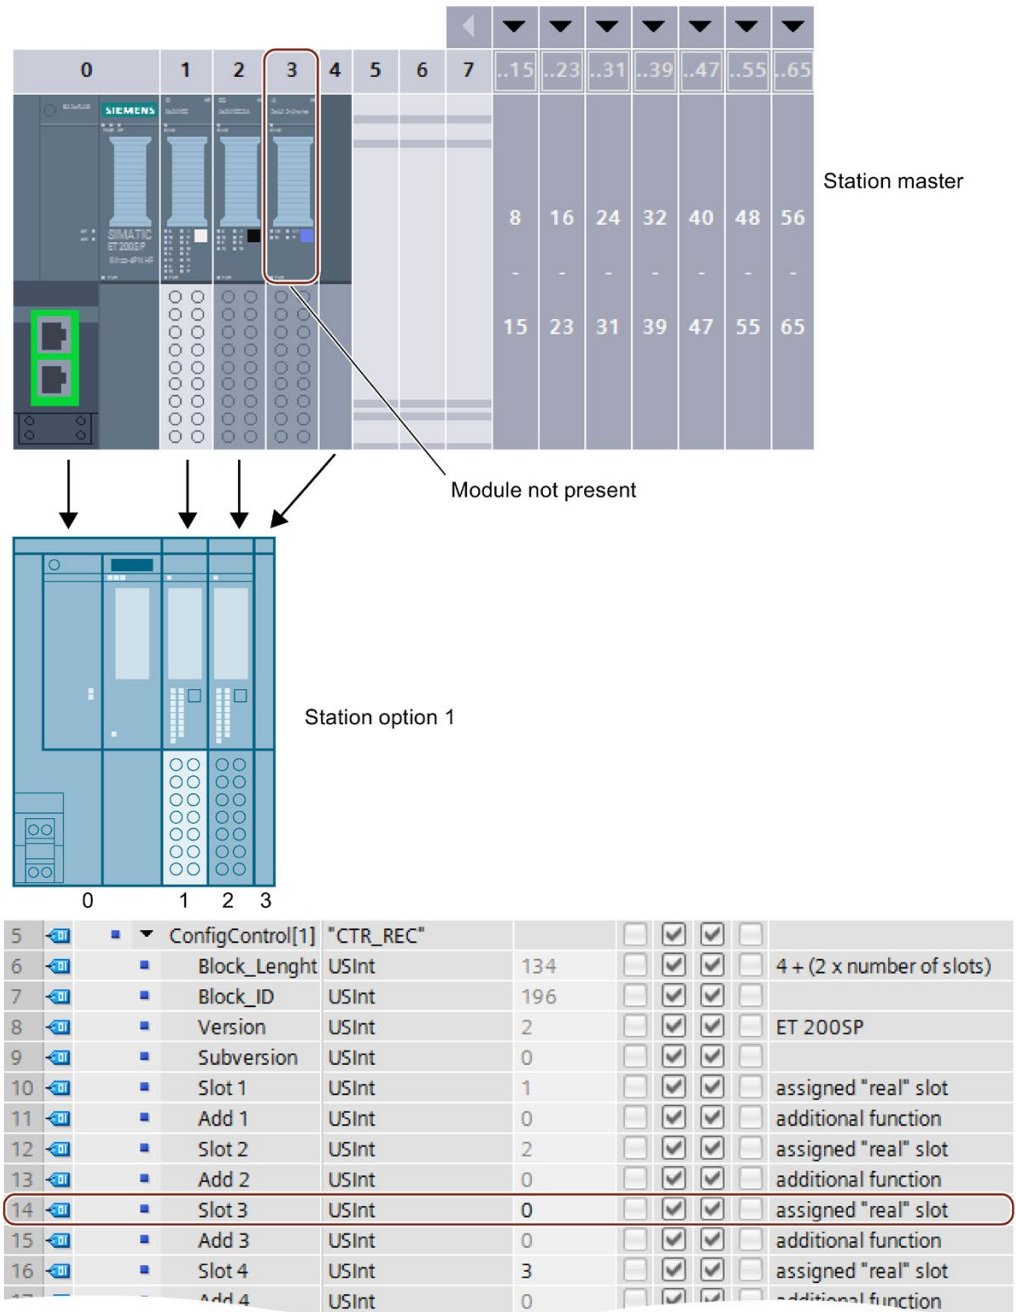 0 1 2 3 4 5 6 7 ..15 ..23 ..31 ..39 ..47 ..55 ..65
SIEMENS
SIMATIC
ET 200SP
Station master
8 16 24 32 40 48 56
- - - - - - -
15 23 31 39 47 55 65
Module not present
Station option 1
0 1 2 3
5 ConfigControl[1] "CTR_REC"
6 Block_Lenght USInt 134 4 + (2 x number of slots)
7 Block_ID USInt 196
8 Version USInt 2 ET 200SP
9 Subversion USInt 0
10 Slot 1 USInt 1 assigned "real" slot
11 Add 1 USInt 0 additional function
12 Slot 2 USInt 2 assigned "real" slot
13 Add 2 USInt 0 additional function
14 Slot 3 USInt 0 assigned "real" slot
15 Add 3 USInt 0 additional function
16 Slot 4 USInt 3 assigned "real" slot
17 Add 4 USInt 0 additional function